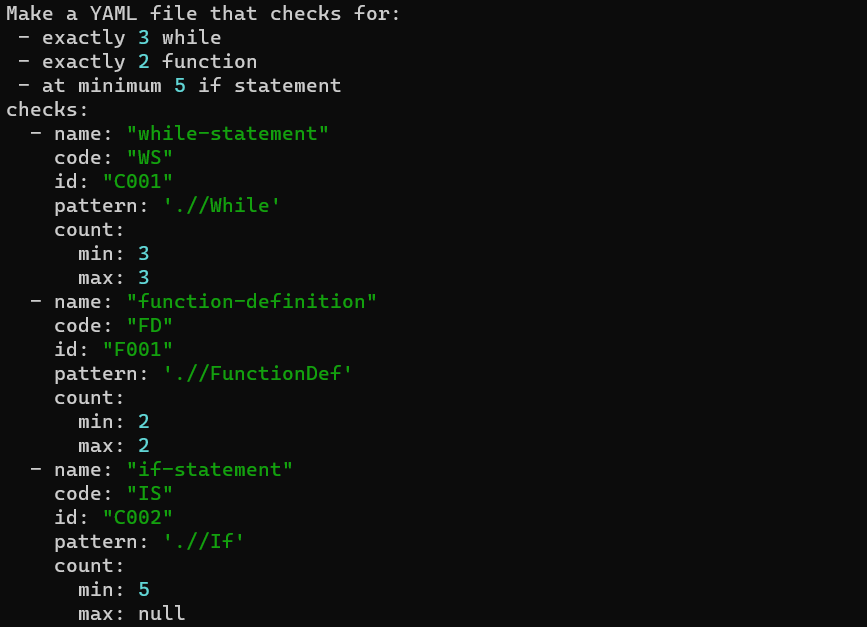 Make a YAML file that checks for:
 - exactly 3 while
 - exactly 2 function
 - at minimum 5 if statement
checks:
  - name: "while-statement"
    code: "WS"
    id: "C001"
    pattern: './/While'
    count:
      min: 3
      max: 3
  - name: "function-definition"
    code: "FD"
    id: "F001"
    pattern: './/FunctionDef'
    count:
      min: 2
      max: 2
  - name: "if-statement"
    code: "IS"
    id: "C002"
    pattern: './/If'
    count:
      min: 5
      max: null